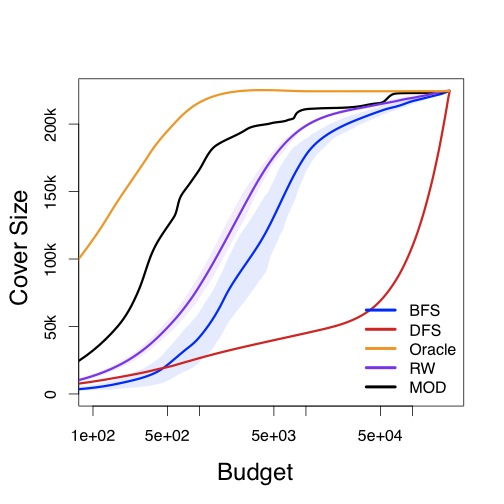 Cover Size
200k
150k
100k
50k
0
BFS
DFS
Oracle
RW
MOD
1e+02 5e+02 5e+03 5e+04
Budget